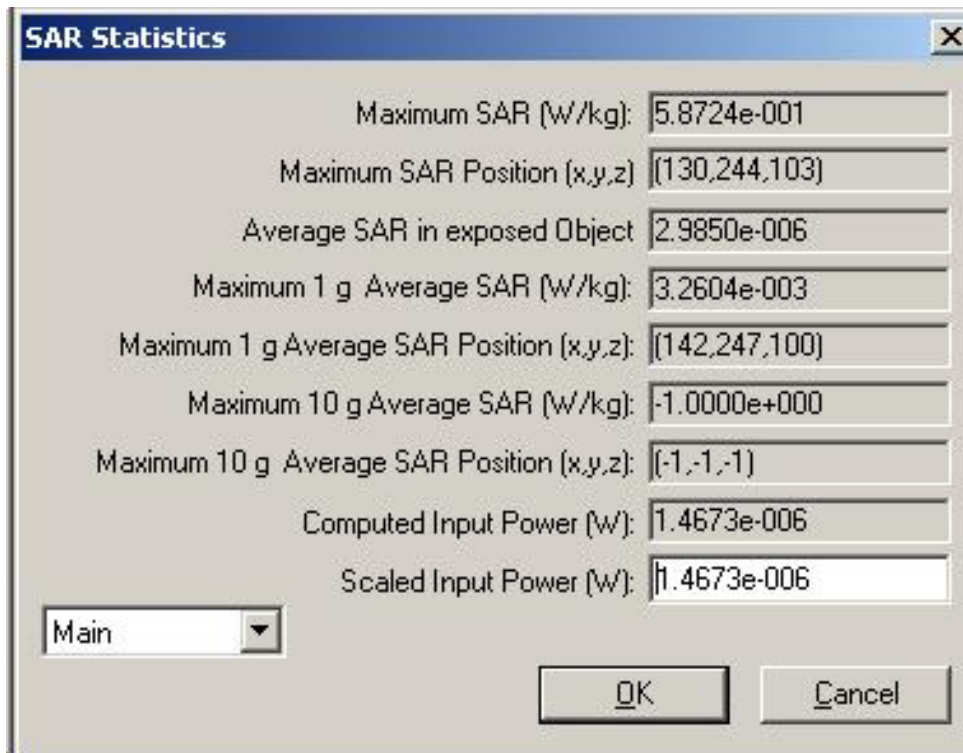 SAR Statistics
Maximum SAR (W/kg): 5.8724e-001
Maximum SAR Position (x,y,z) (130,244,103)
Average SAR in exposed Object 2.9850e-006
Maximum 1 g Average SAR (W/kg): 3.2604e-003
Maximum 1 g Average SAR Position (x,y,z): (142,247,100)
Maximum 10 g Average SAR (W/kg): -1.0000e+000
Maximum 10 g Average SAR Position (x,y,z): (-1,-1,-1)
Computed Input Power (W): 1.4673e-006
Scaled Input Power (W): 1.4673e-006
Main
OK Cancel